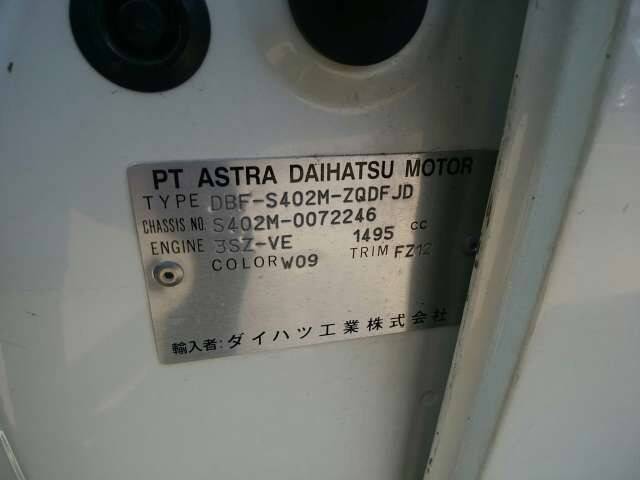 PT ASTRA DAIHATSU MOTOR
TYPE DBF-S402M-ZQDFJD
CHASSIS NO. S402M-0072246
ENGINE 3SZ-VE 1495 cc
COLOR W09 TRIM FZ12
輸入者: ダイハツ工業株式会社